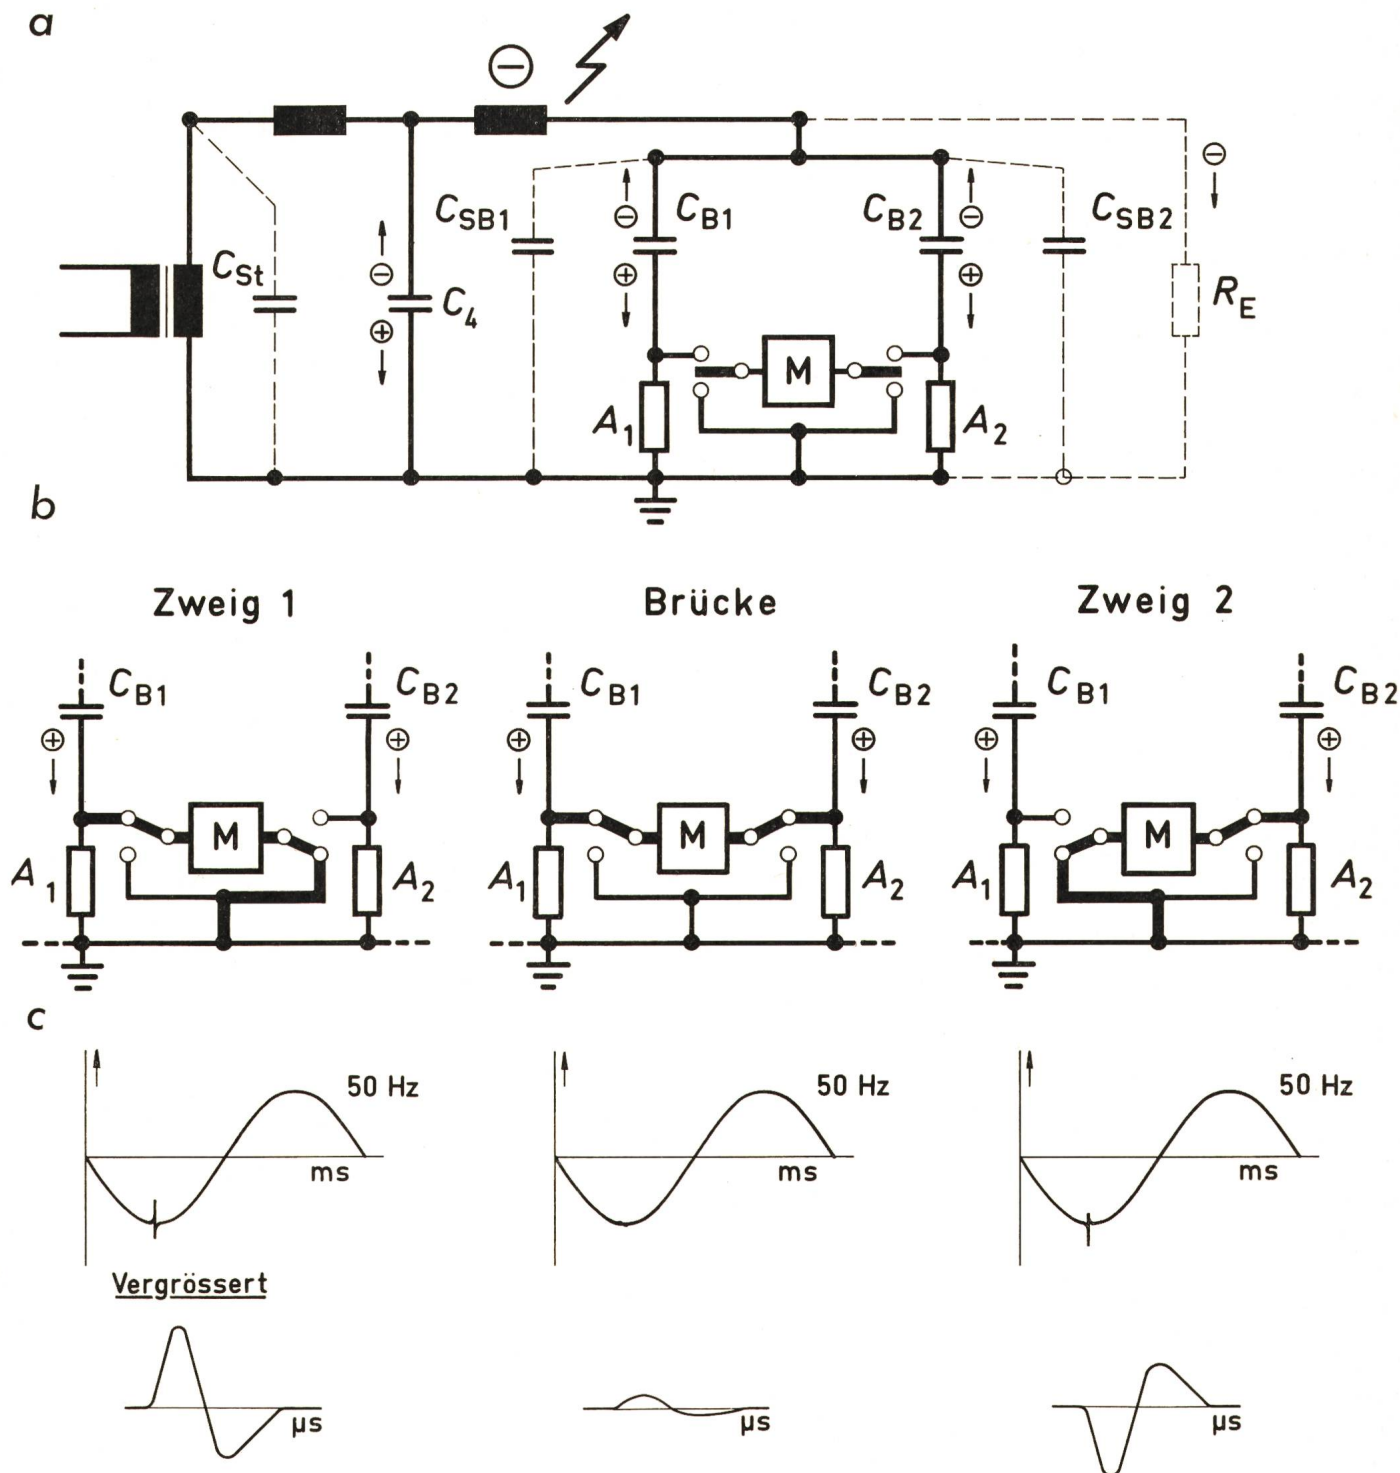 a
⊖
⊖
C_SB1 ⊖ C_B1 C_B2 ⊖ C_SB2
C_St ⊖ C_4 ⊕ ⊕ R_E
⊕
M
A_1 A_2
b
Zweig 1 Brücke Zweig 2
C_B1 C_B2 C_B1 C_B2 C_B1 C_B2
⊕ ⊕ ⊕ ⊕ ⊕ ⊕
M M M
A_1 A_2 A_1 A_2 A_1 A_2
c
50 Hz 50 Hz 50 Hz
ms ms ms
Vergrössert
µs µs µs